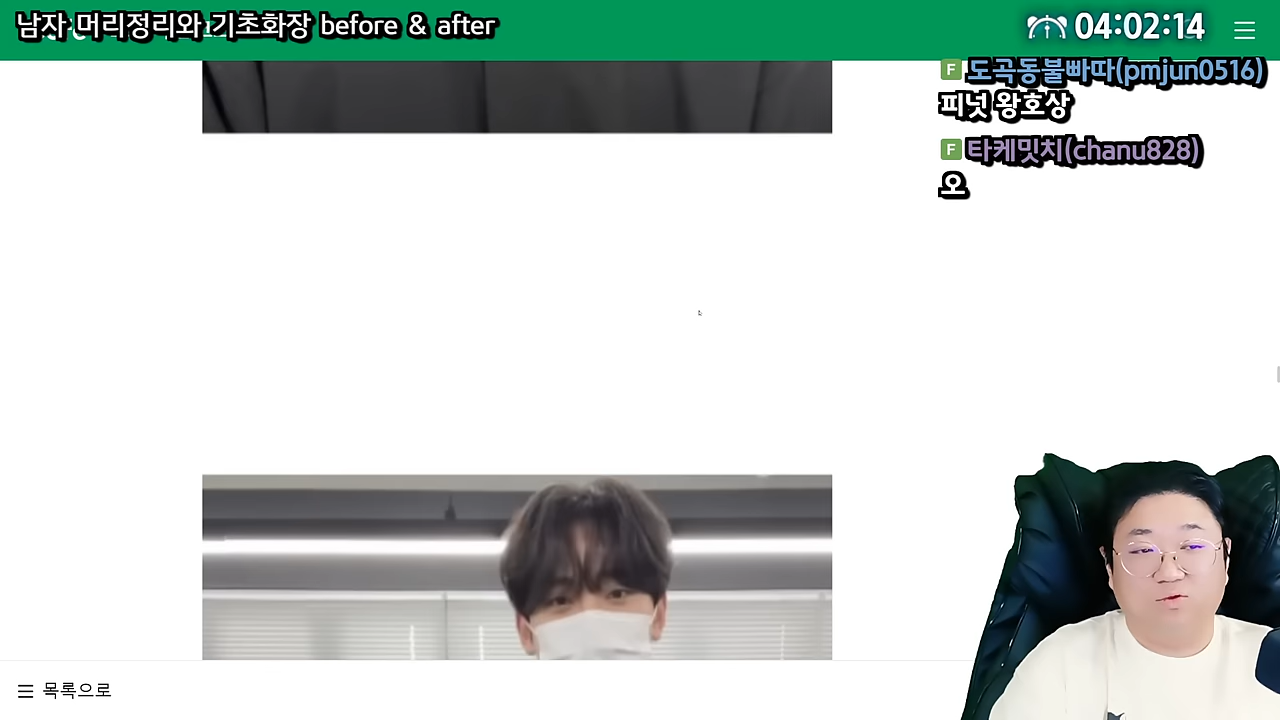 남자 머리정리와 기초화장 before & after
04:02:14
F 도곡동불빠따(pmjun0516)
피넛 왕호상
F 타케밋치(chanu828)
오
목록으로